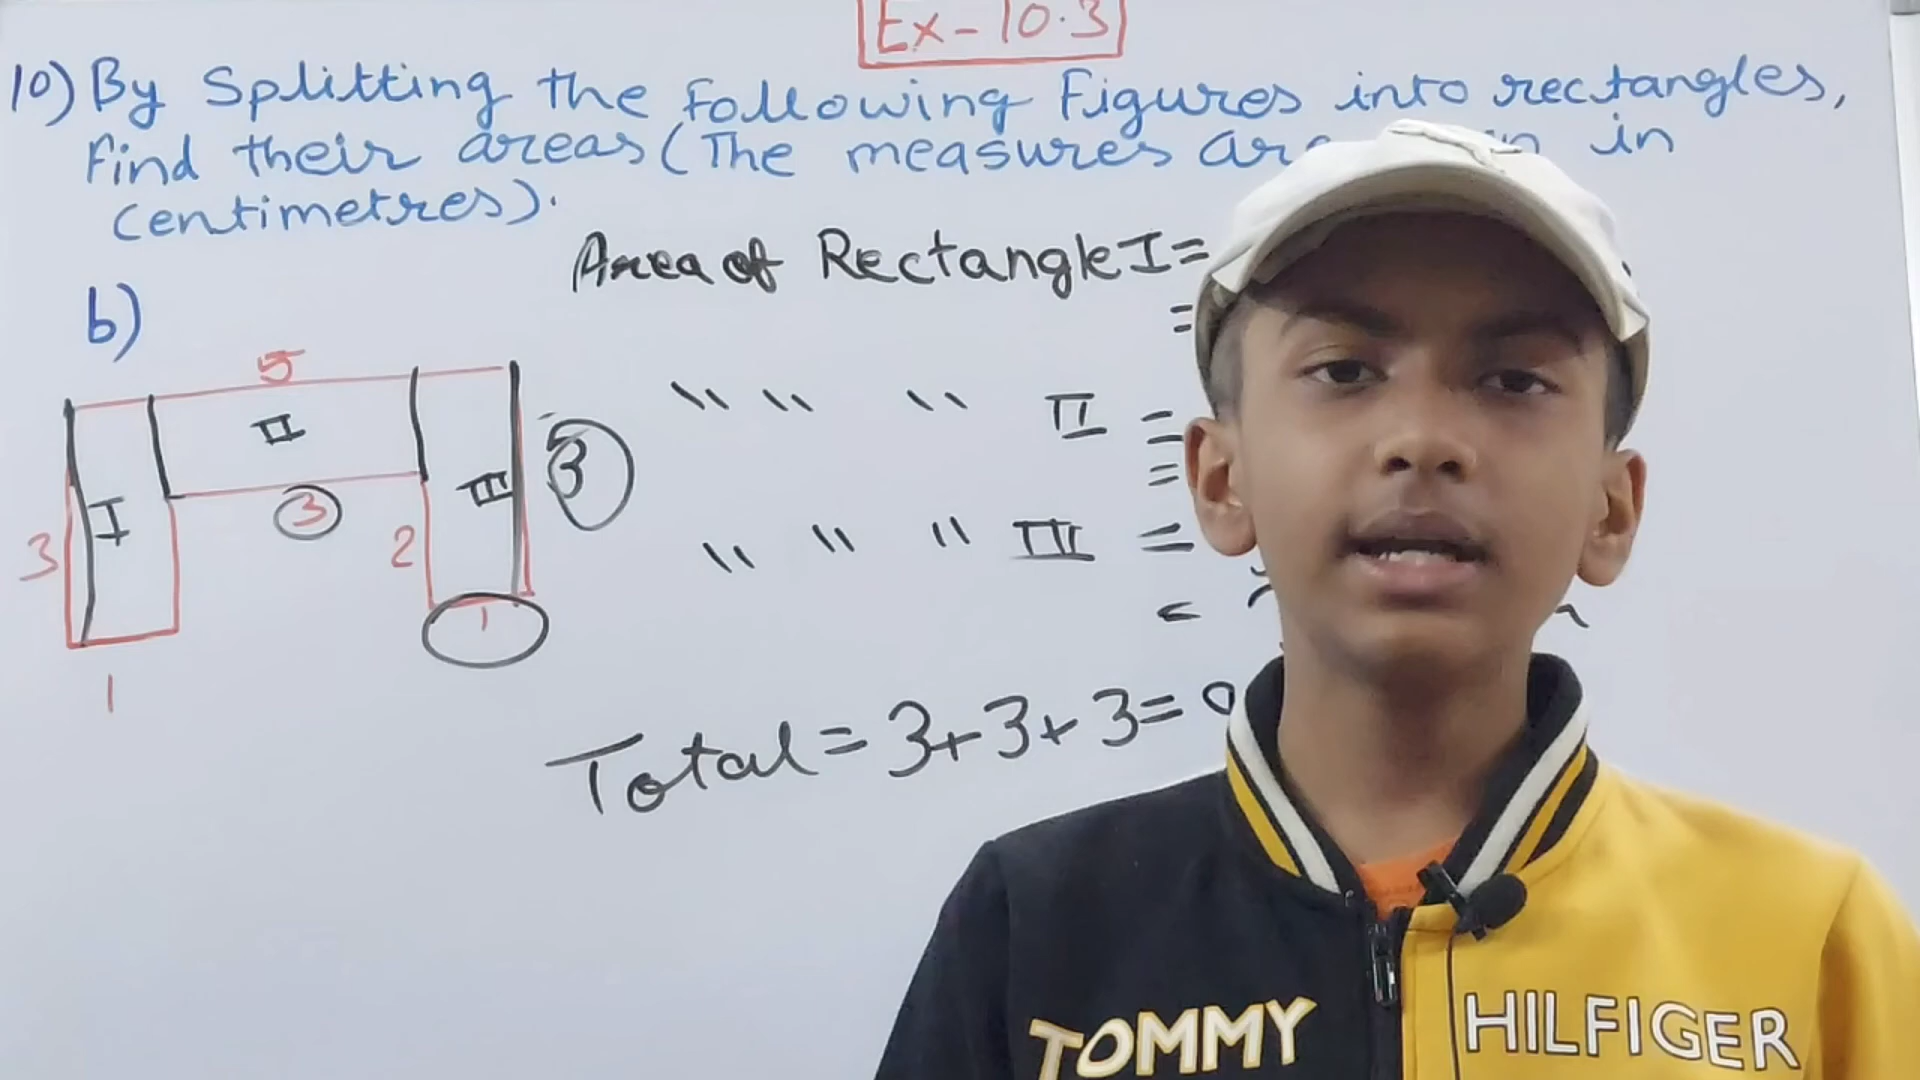 Ex - 10.3
10) By Splitting the Following Figures into rectangles,
Find their areas (The measures in
Centimetres).
b)
Area of Rectangle I =
=
5
" " " II =
=
II
3
I
III
3
3
2
" " " III =
=
1
1
Total = 3+3+3=
TOMMY HILFIGER